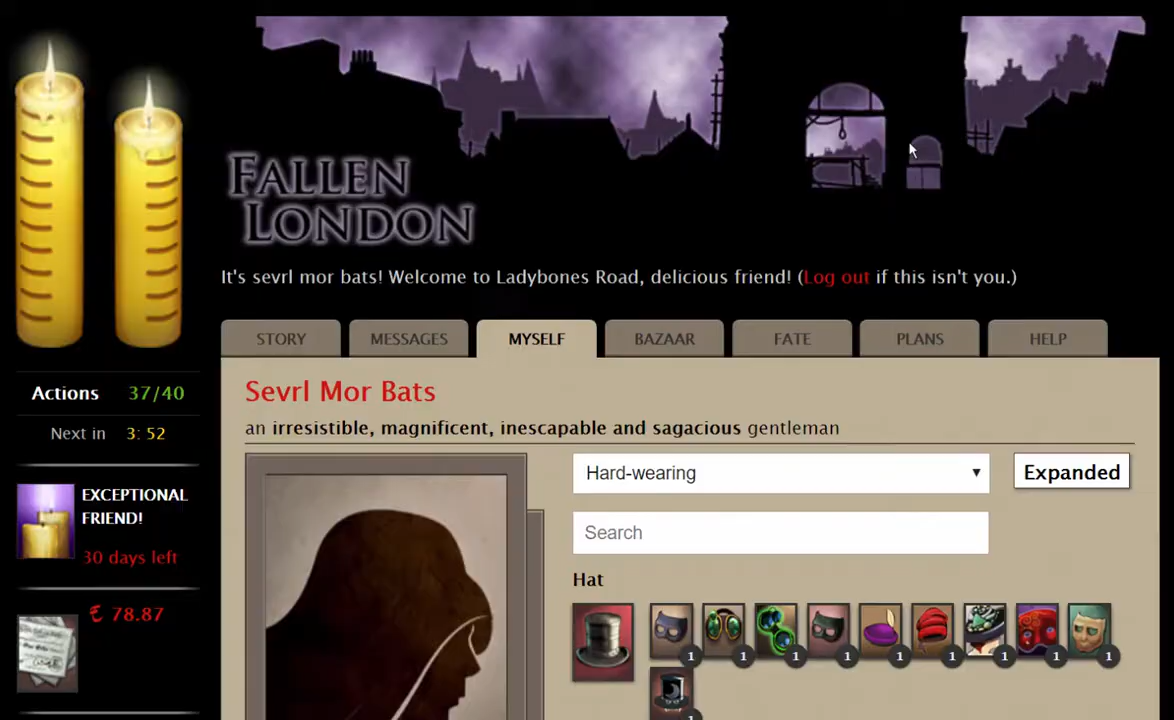 FALLEN
LONDON
It's sevrl mor bats! Welcome to Ladybones Road, delicious friend! (Log out if this isn't you.)
STORY MESSAGES MYSELF BAZAAR FATE PLANS HELP
Actions 37/40
Next in 3: 52
EXCEPTIONAL
FRIEND!
30 days left
78.87
Sevrl Mor Bats
an irresistible, magnificent, inescapable and sagacious gentleman
Hard-wearing
Expanded
Search
Hat
1 1 1 1 1 1 1 1 1
1